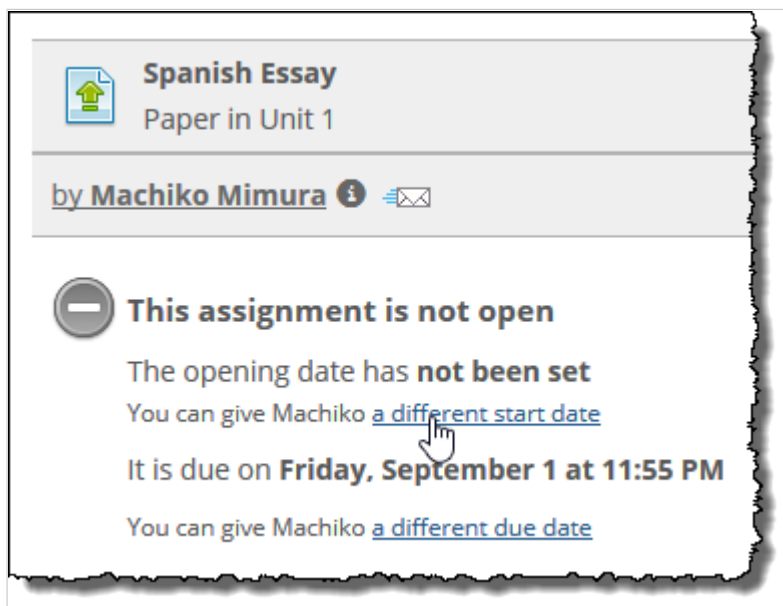 Spanish Essay
Paper in Unit 1
by Machiko Mimura
This assignment is not open
The opening date has not been set
You can give Machiko a different start date
It is due on Friday, September 1 at 11:55 PM
You can give Machiko a different due date